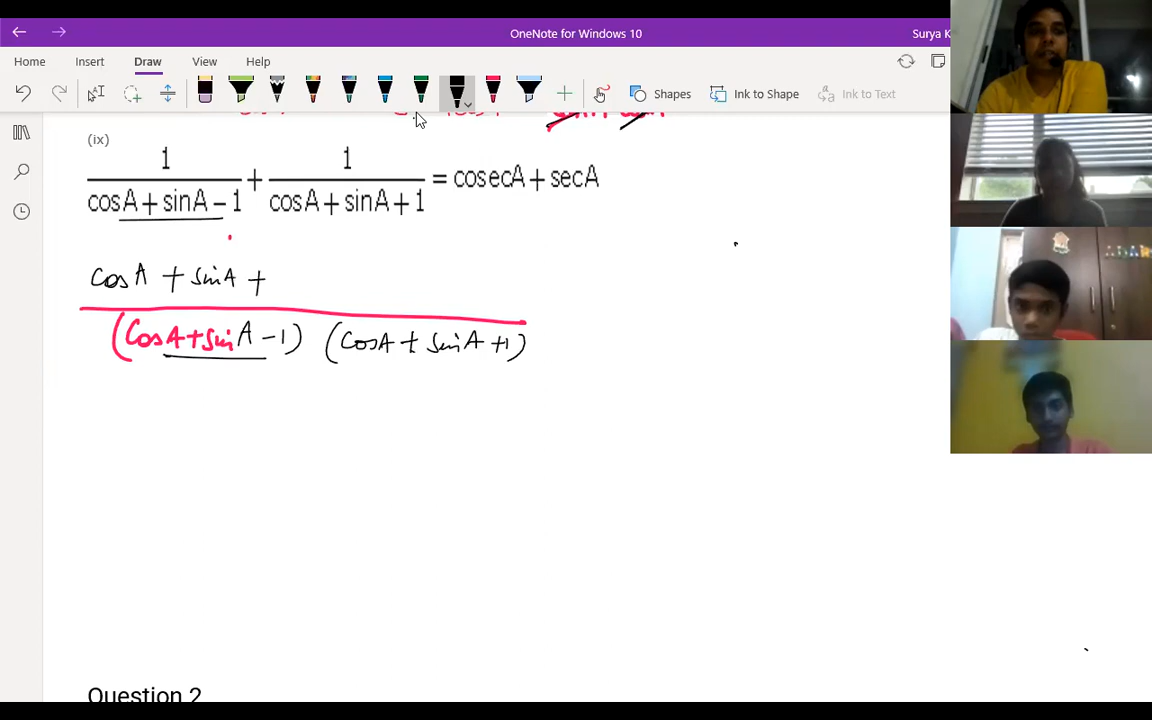 OneNote for Windows 10
Surya K
Home Insert Draw View Help
Shapes Ink to Shape Ink to Text
(ix)
1/(cosA + sinA − 1) + 1/(cosA + sinA + 1) = cosecA + secA
cosA + sinA +
(cosA + sinA − 1) (cosA + sinA + 1)
Question 2